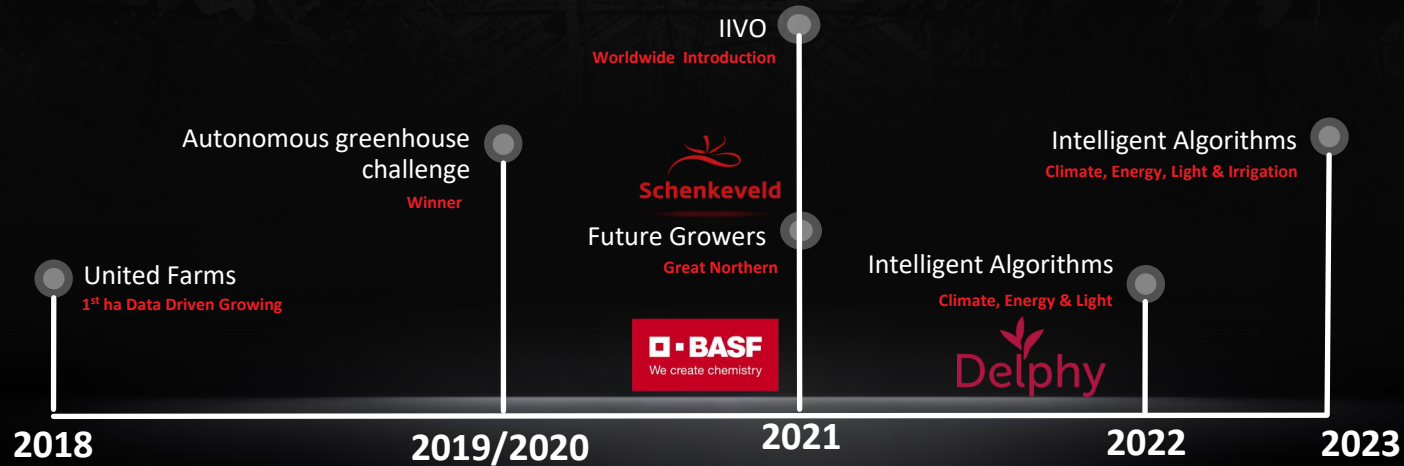 IIVO
Worldwide Introduction
Autonomous greenhouse
challenge
Winner
Schenkeveld
Intelligent Algorithms
Climate, Energy, Light & Irrigation
Future Growers
Great Northern
United Farms
1st ha Data Driven Growing
Intelligent Algorithms
Climate, Energy & Light
BASF
We create chemistry
Delphy
2018
2019/2020
2021
2022
2023